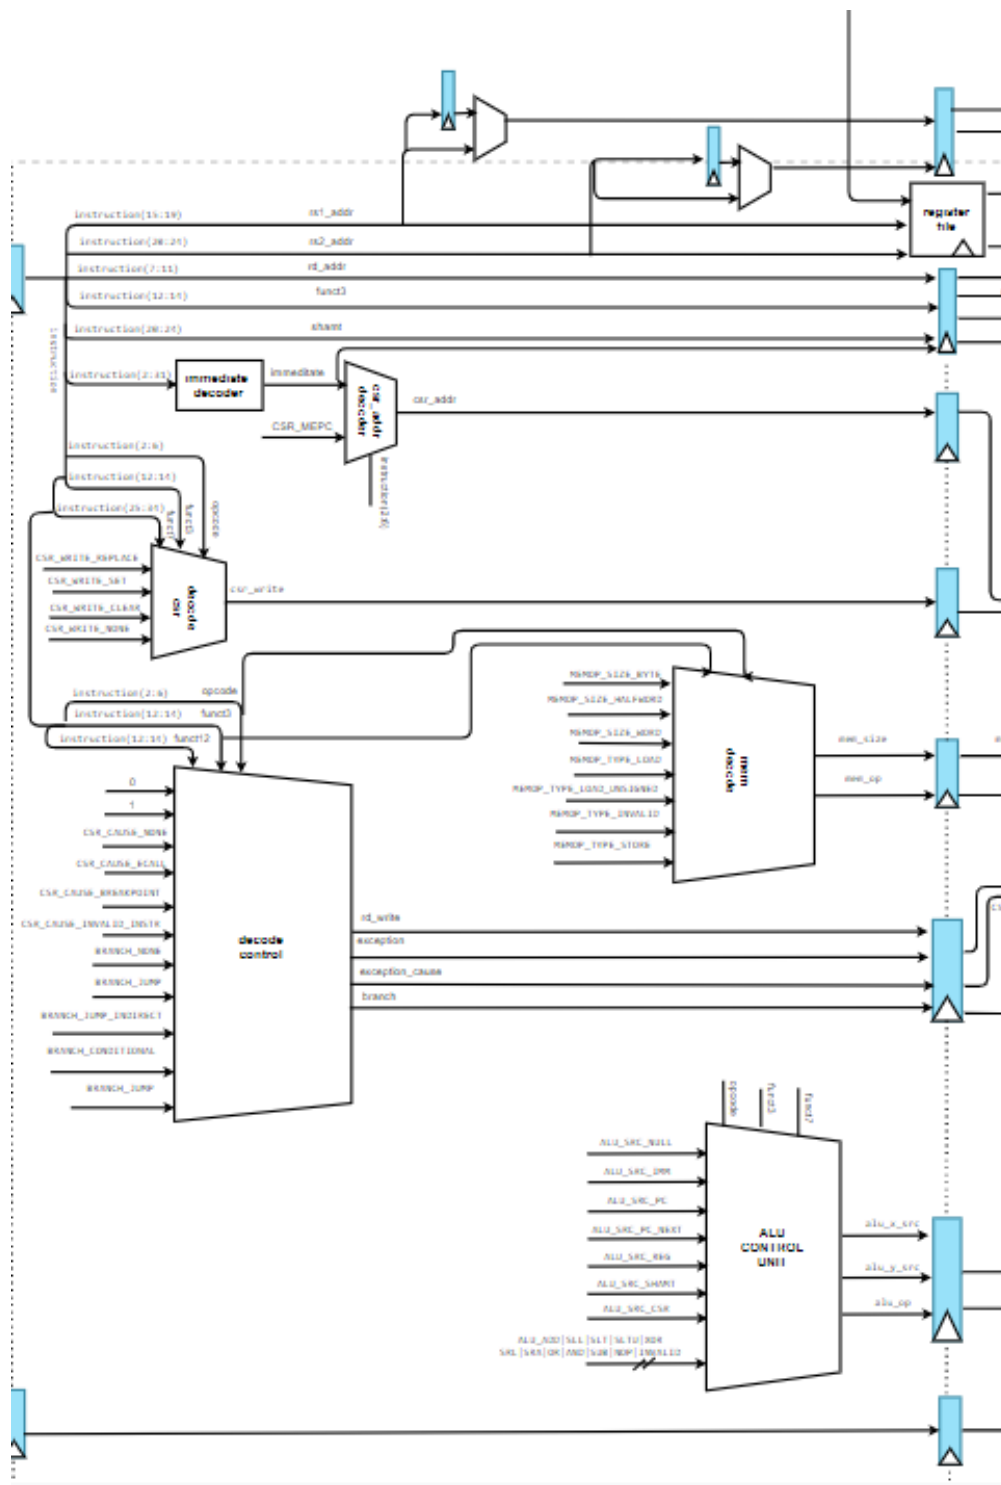 instruction(15:19)
rs1_addr
register
file
instruction(20:24)
rs2_addr
instruction(7:11)
rd_addr
instruction(12:14)
funct3
instruction(20:24)
shamt
instruction
instruction(2:31)
immediate
decoder
immeditate
csr_addr
decoder
csr_addr
CSR_MEPC
instruction(2:6)
instruction(2:6)
instruction(12:14)
instruction(25:31)
funct3
opcode
CSR_WRITE_REPLACE
CSR_WRITE_SET
CSR_WRITE_CLEAR
CSR_WRITE_NONE
decode
csr
csr_write
instruction(2:6)
opcode
instruction(12:14)
funct3
instruction(12:14)
funct12
MEMOP_SIZE_BYTE
MEMOP_SIZE_HALFWORD
MEMOP_SIZE_WORD
MEMOP_TYPE_LOAD
MEMOP_TYPE_LOAD_UNSIGNED
MEMOP_TYPE_INVALID
MEMOP_TYPE_STORE
mem
decode
mem_size
mem_op
0
1
CSR_CAUSE_NONE
CSR_CAUSE_ECALL
CSR_CAUSE_BREAKPOINT
CSR_CAUSE_INVALID_INSTR
BRANCH_NONE
BRANCH_JUMP
BRANCH_JUMP_INDIRECT
BRANCH_CONDITIONAL
BRANCH_JUMP
decode
control
rd_write
exception
exception_cause
branch
opcode
funct3
funct7
ALU_SRC_NULL
ALU_SRC_IMM
ALU_SRC_PC
ALU_SRC_PC_NEXT
ALU_SRC_REG
ALU_SRC_SHAMT
ALU_SRC_CSR
ALU_ADD|SLL|SLT|SLTU|XOR
SRL|SRA|OR|AND|SUB|NOP|INVALID
ALU
CONTROL
UNIT
alu_x_src
alu_y_src
alu_op